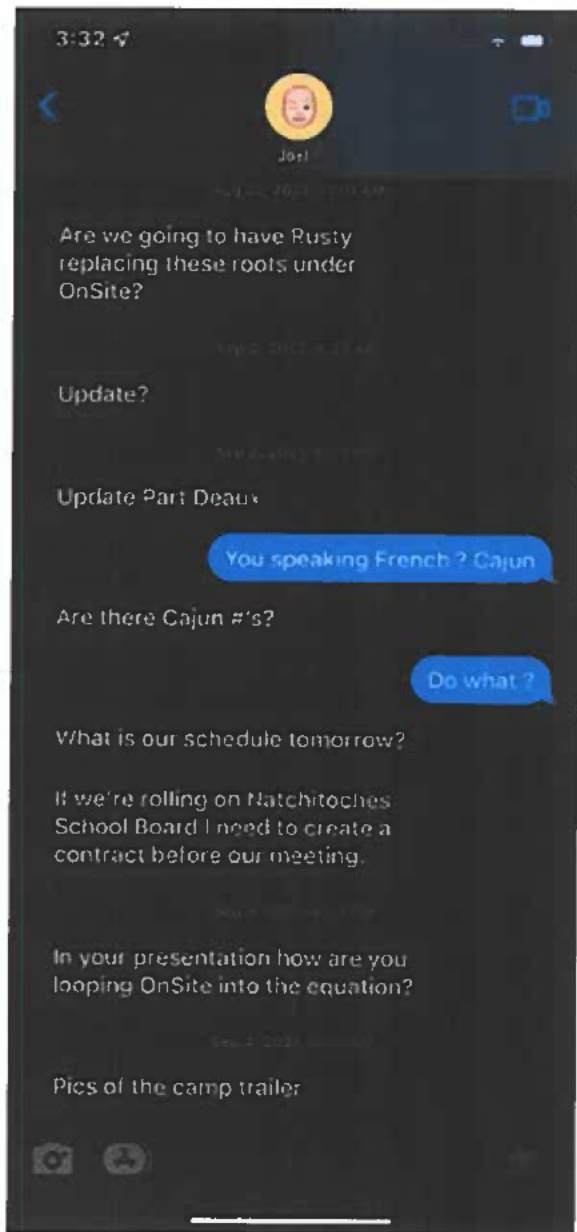 3:32
Joel
Are we going to have Rusty
replacing these roots under
OnSite?
Update?
Update Part Deaux
You speaking French ? Cajun
Are there Cajun #'s?
Do what ?
What is our schedule tomorrow?
If we're rolling on Natchitoches
School Board I need to create a
contract before our meeting.
In your presentation how are you
looping OnSite into the equation?
Pics of the camp trailer